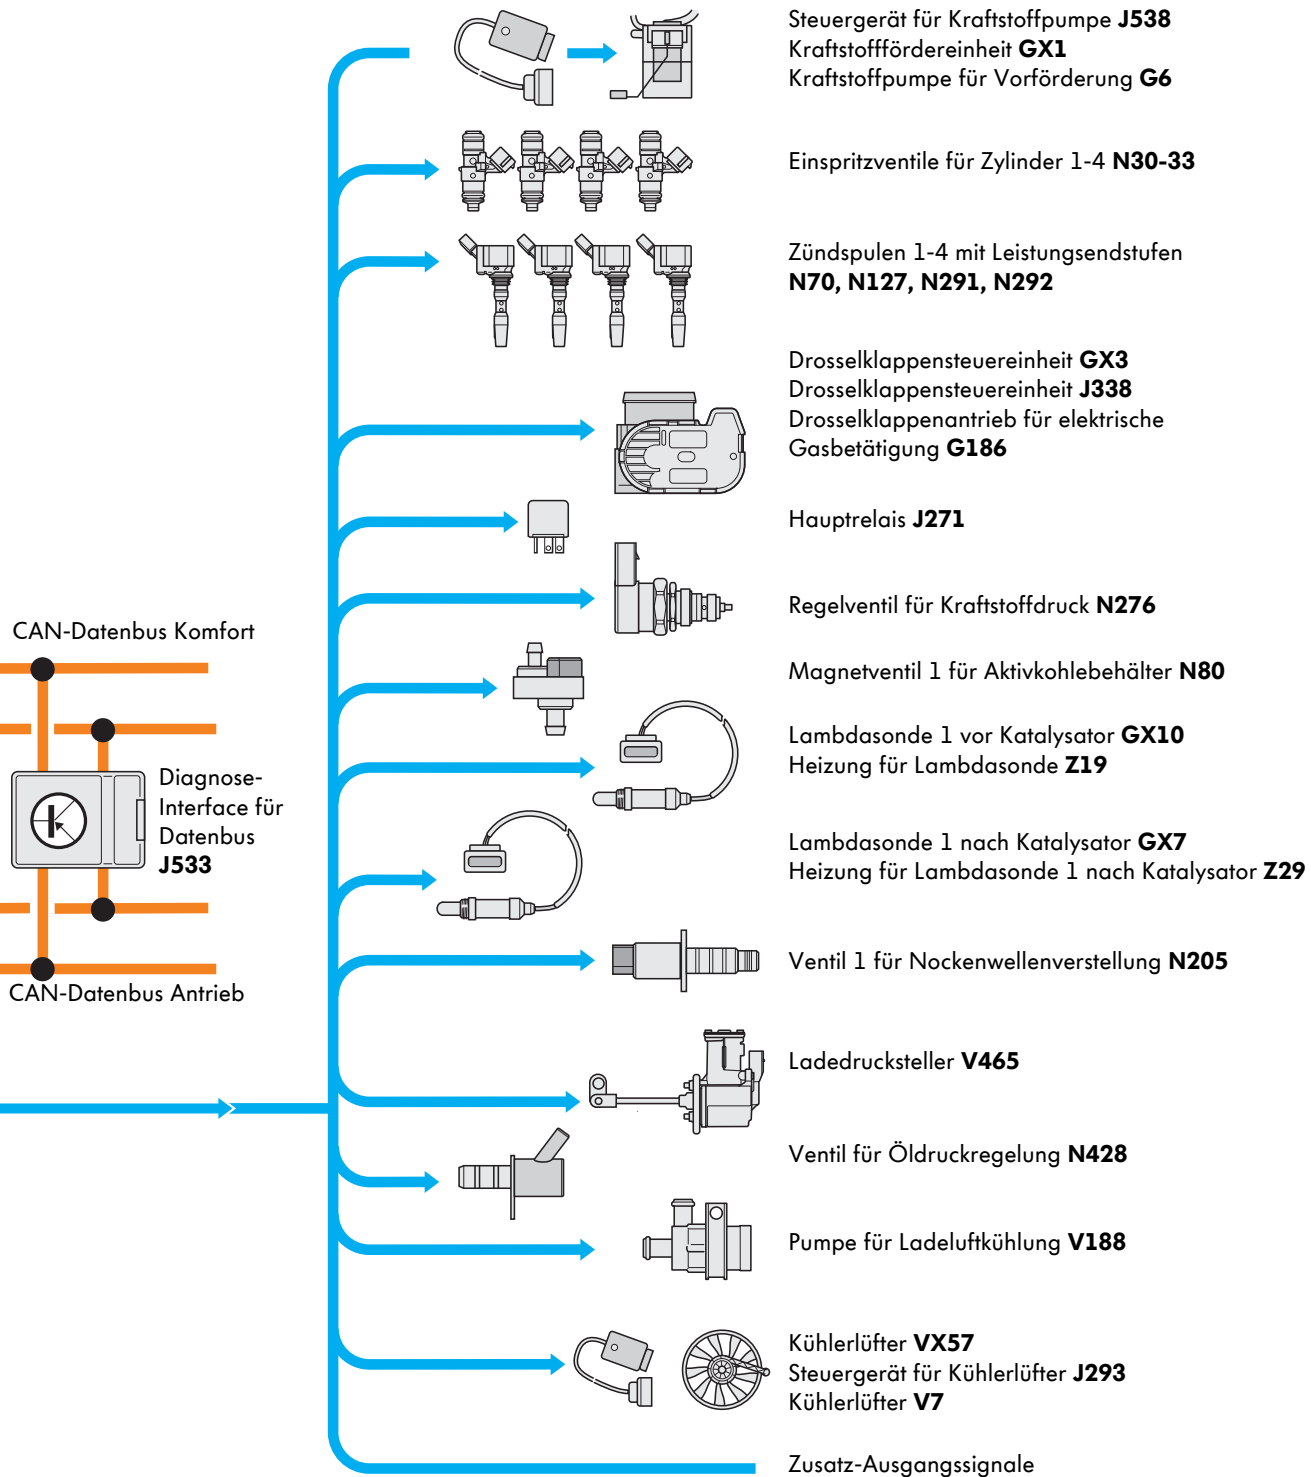 Steuergerät für Kraftstoffpumpe J538
Kraftstofffördereinheit GX1
Kraftstoffpumpe für Vorförderung G6
Einspritzventile für Zylinder 1-4 N30-33
Zündspulen 1-4 mit Leistungsendstufen
N70, N127, N291, N292
Drosselklappensteuereinheit GX3
Drosselklappensteuereinheit J338
Drosselklappenantrieb für elektrische
Gasbetätigung G186
Hauptrelais J271
Regelventil für Kraftstoffdruck N276
CAN-Datenbus Komfort
Magnetventil 1 für Aktivkohlebehälter N80
Lambdasonde 1 vor Katalysator GX10
Heizung für Lambdasonde Z19
Diagnose-
Interface für
Datenbus
J533
Lambdasonde 1 nach Katalysator GX7
Heizung für Lambdasonde 1 nach Katalysator Z29
Ventil 1 für Nockenwellenverstellung N205
CAN-Datenbus Antrieb
Ladedrucksteller V465
Ventil für Öldruckregelung N428
Pumpe für Ladeluftkühlung V188
Kühlerlüfter VX57
Steuergerät für Kühlerlüfter J293
Kühlerlüfter V7
Zusatz-Ausgangssignale